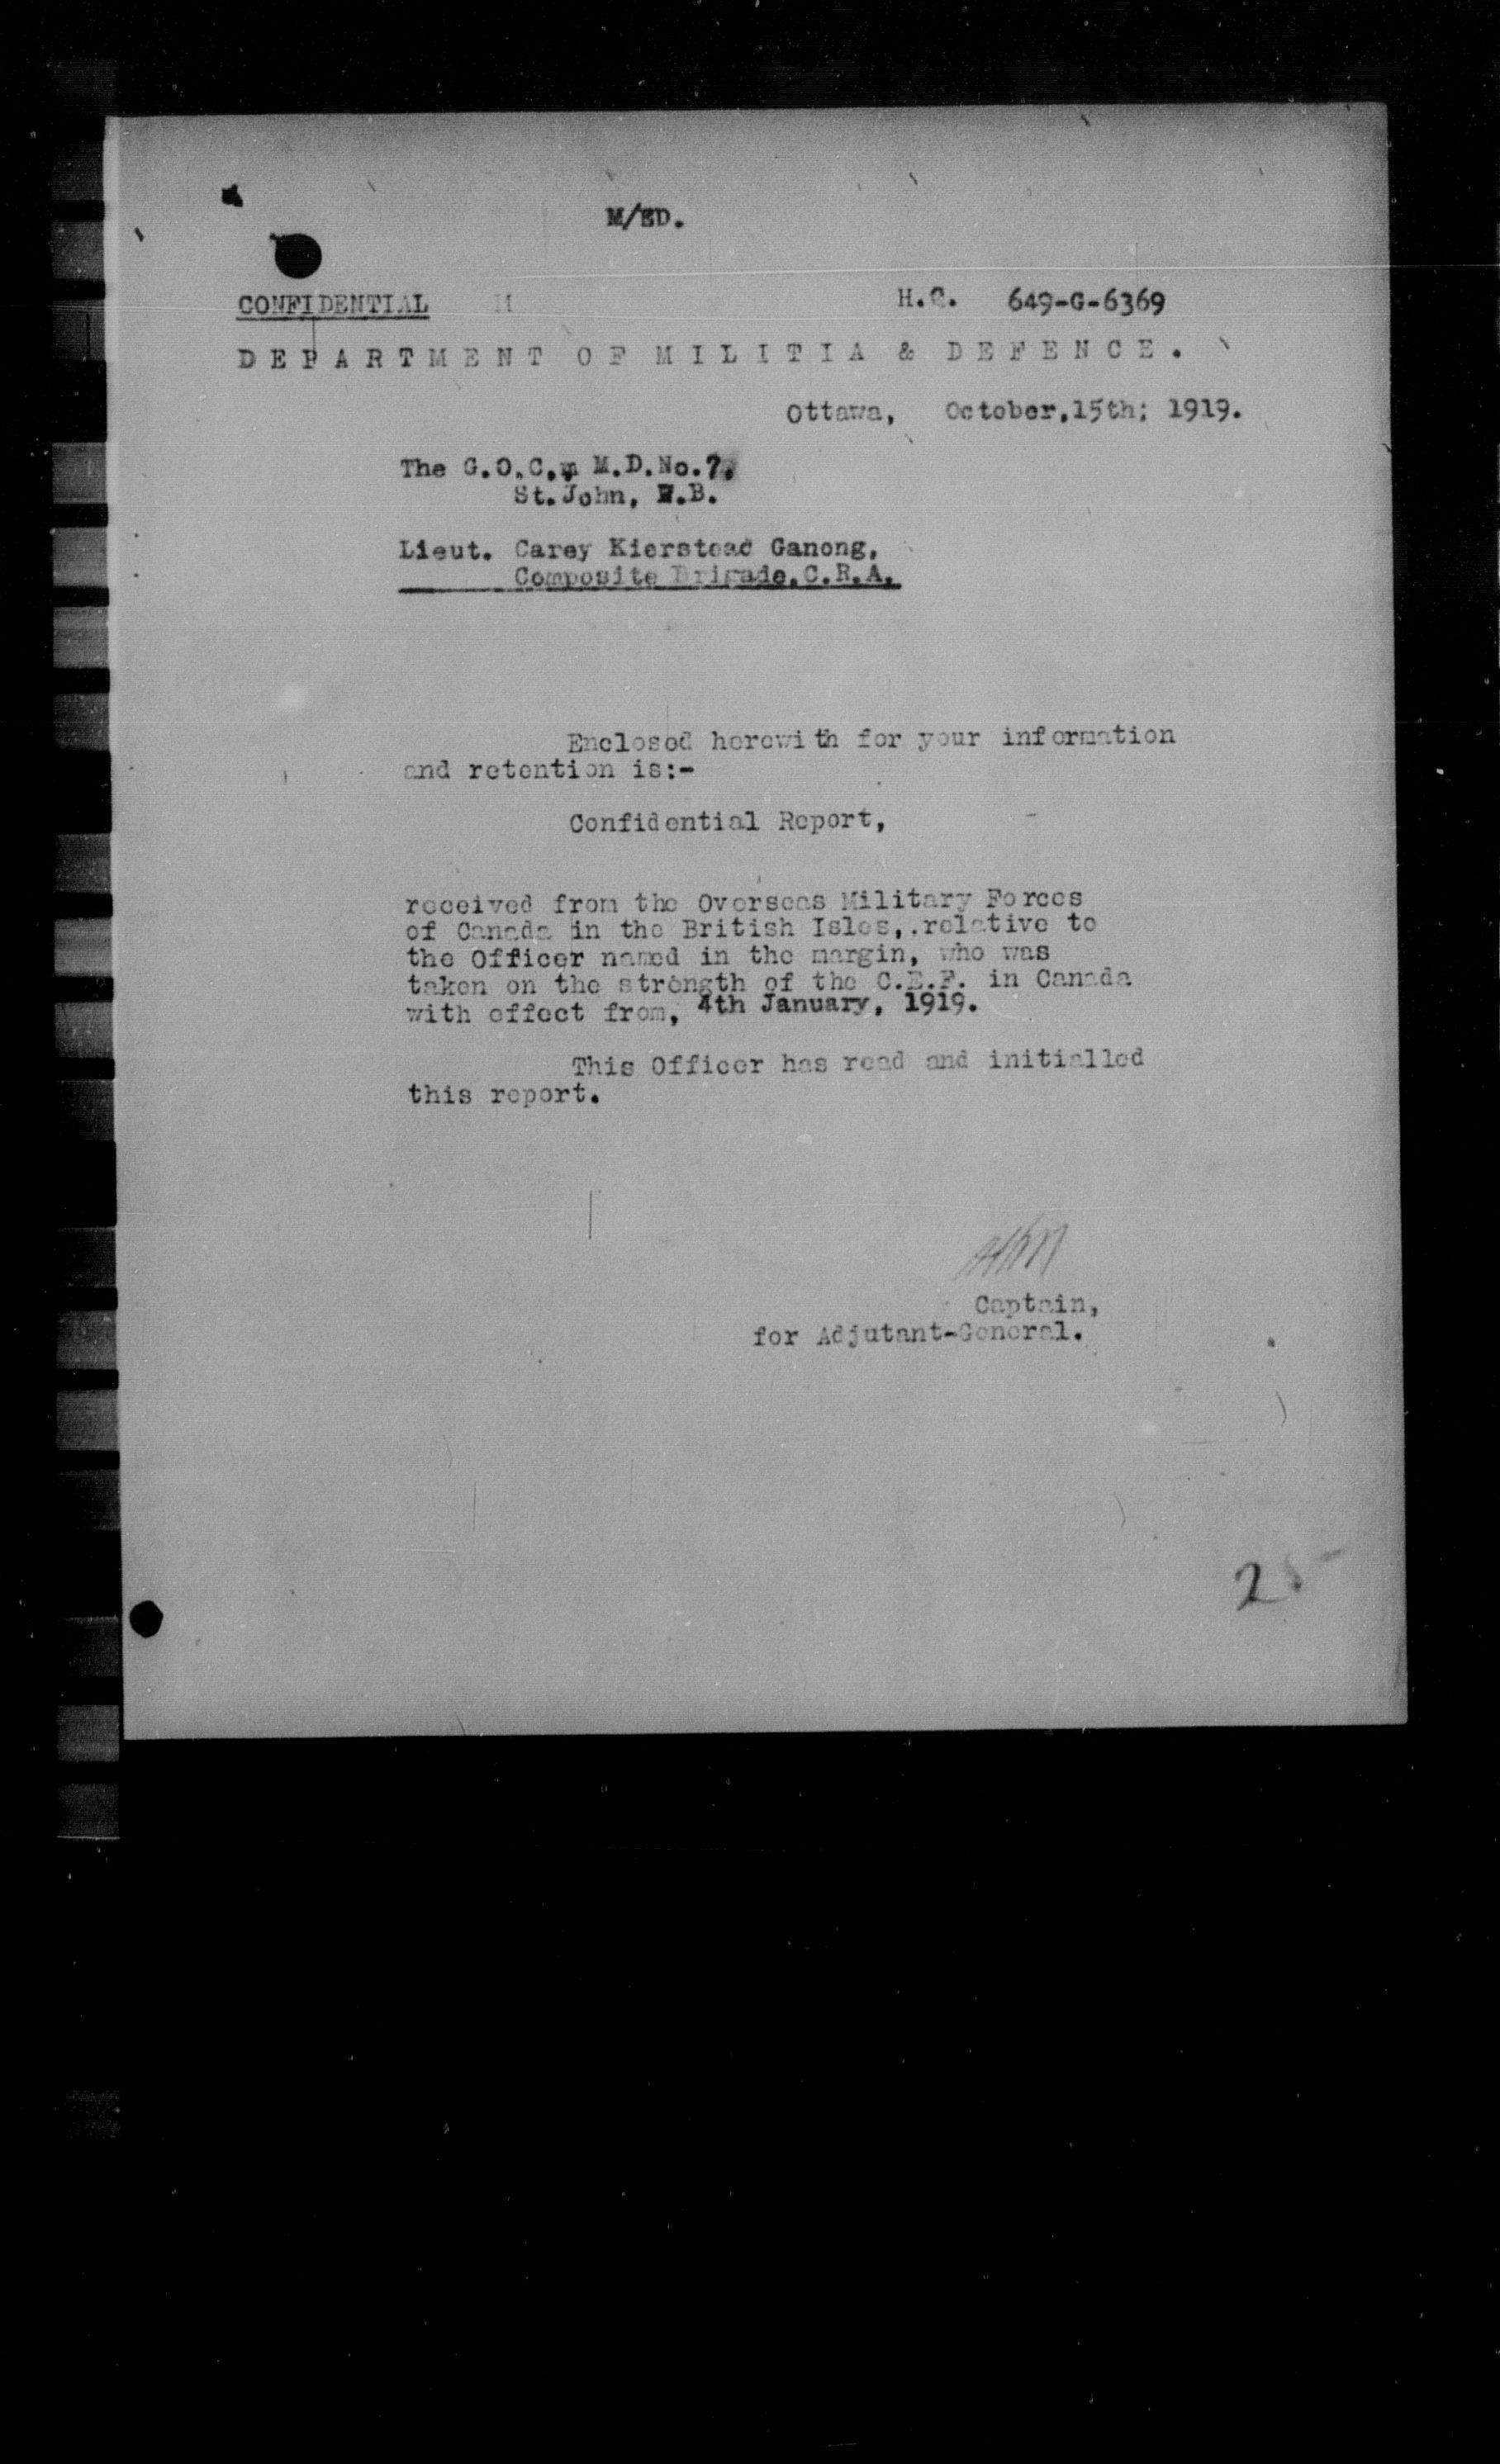 M/ED.
CONFIDENTIAL M H.Q. 649-G-6369
DEPARTMENT OF MILITIA & DEFENCE.
Ottawa, October,15th; 1919.
The G.O.C., M.D.No.7,
St.John, N.B.
Lieut. Carey Kierstead Ganong,
Composite Brigade,C.R.A.
Enclosed herewith for your information
and retention is:-
Confidential Report,
received from the Overseas Military Forces
of Canada in the British Isles,.relative to
the Officer named in the margin, who was
taken on the strength of the C.E.F. in Canada
with effect from, 4th January, 1919.
This Officer has read and initialled
this report.
Captain,
for Adjutant-General.